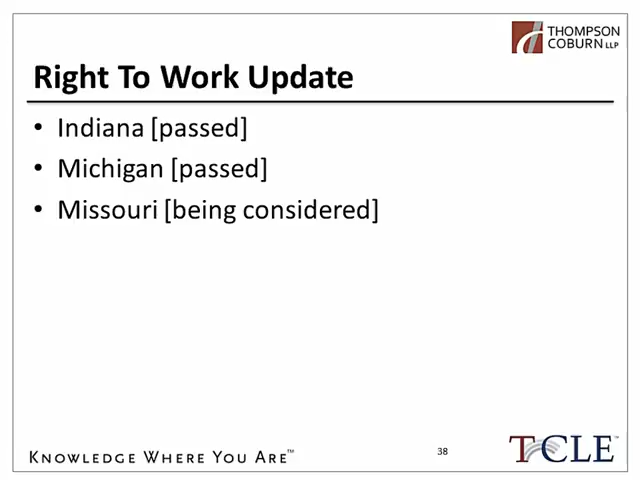 THOMPSON
COBURN LLP
Right To Work Update
• Indiana [passed]
• Michigan [passed]
• Missouri [being considered]
KNOWLEDGE WHERE YOU ARE™
38
TCLE™